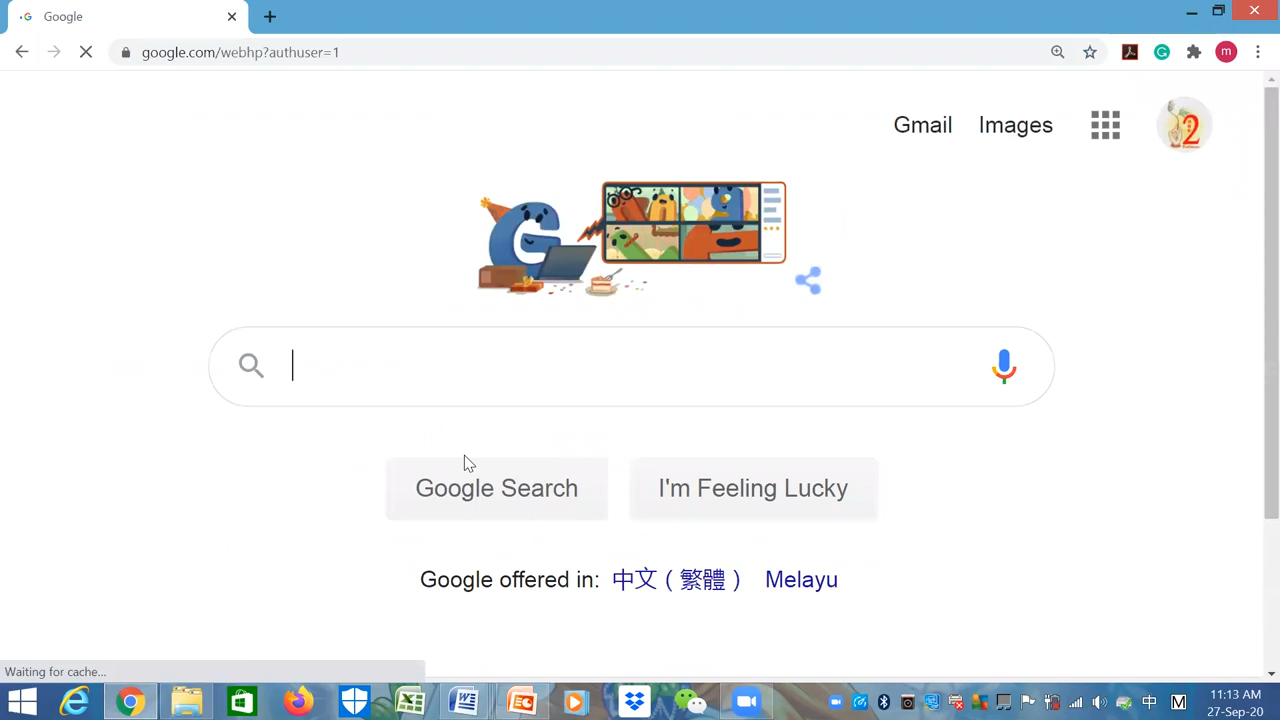 Google
google.com/webhp?authuser=1
m
Gmail Images
2
Google Search I'm Feeling Lucky
Google offered in: 中文（繁體） Melayu
Waiting for cache...
中 M 11:13 AM
27-Sep-20